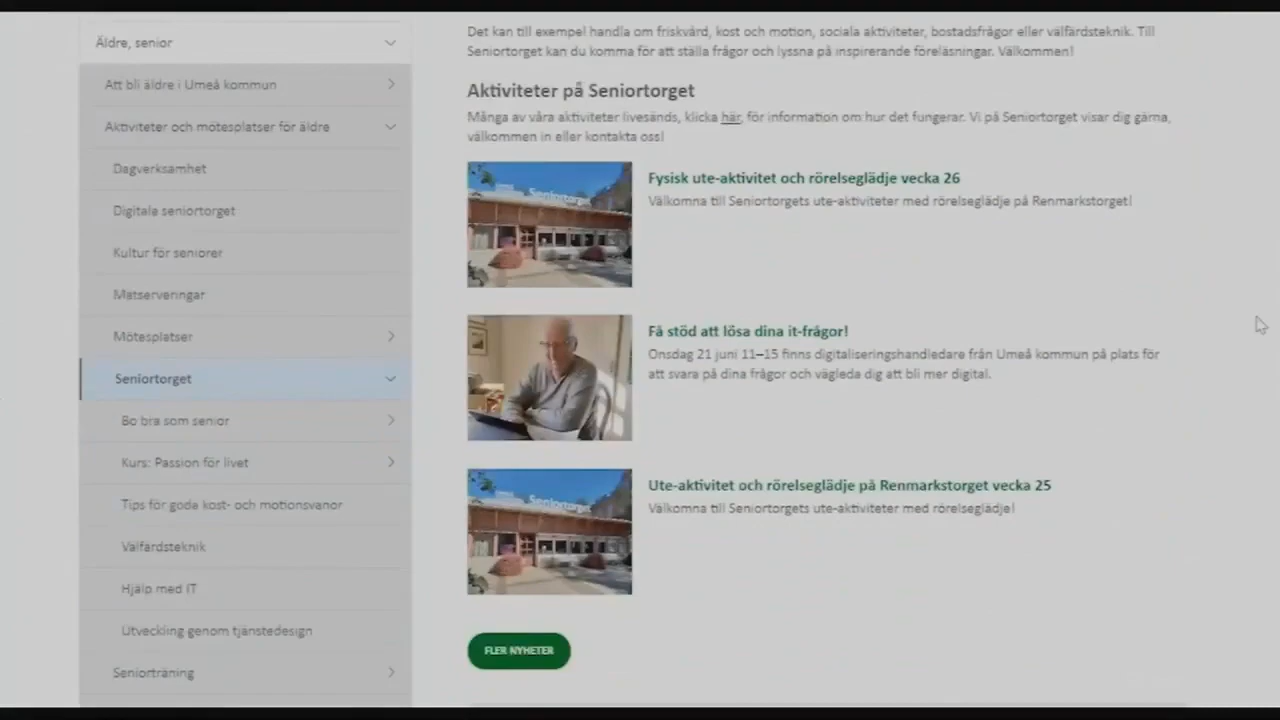 Äldre, senior
Att bli äldre i Umeå kommun
Aktiviteter och mötesplatser för äldre
Dagverksamhet
Digitala seniortorget
Kultur för seniorer
Matserveringar
Mötesplatser
Seniortorget
Bo bra som senior
Kurs: Passion för livet
Tips för goda kost- och motionsvanor
Välfärdsteknik
Hjälp med IT
Utveckling genom tjänstedesign
Seniorträning
Det kan till exempel handla om friskvård, kost och motion, sociala aktiviteter, bostadsfrågor eller välfärdsteknik. Till
Seniortorget kan du komma för att ställa frågor och lyssna på inspirerande föreläsningar. Välkommen!
Aktiviteter på Seniortorget
Många av våra aktiviteter livesänds, klicka här, för information om hur det fungerar. Vi på Seniortorget visar dig gärna,
välkommen in eller kontakta oss!
Seniortorget
Fysisk ute-aktivitet och rörelseglädje vecka 26
Välkomna till Seniortorgets ute-aktiviteter med rörelseglädje på Renmarkstorget!
Få stöd att lösa dina it-frågor!
Onsdag 21 juni 11–15 finns digitaliseringshandledare från Umeå kommun på plats för
att svara på dina frågor och vägleda dig att bli mer digital.
Seniortorget
Ute-aktivitet och rörelseglädje på Renmarkstorget vecka 25
Välkomna till Seniortorgets ute-aktiviteter med rörelseglädje!
FLER NYHETER